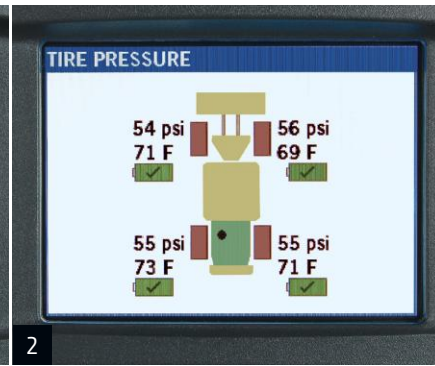 TIRE PRESSURE
54 psi 56 psi
71 F 69 F
55 psi 55 psi
73 F 71 F
2